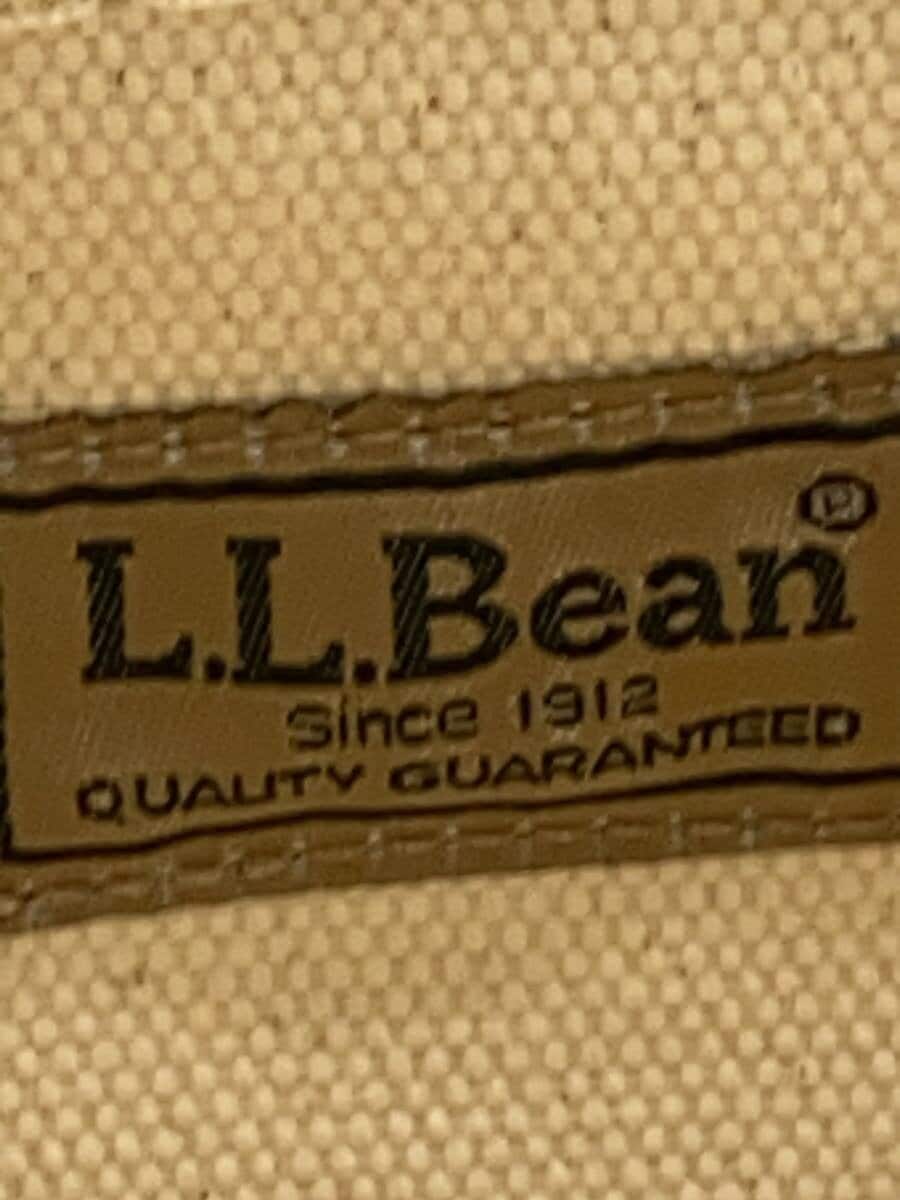 L.L.Bean®
Since 1912
QUALITY GUARANTEED